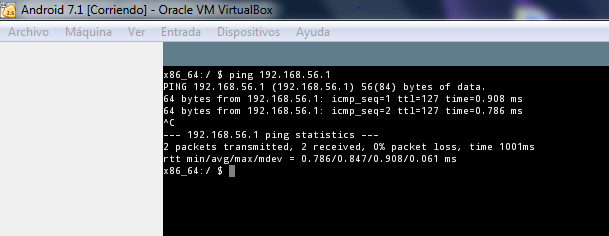 Android 7.1 [Corriendo] - Oracle VM VirtualBox
Archivo Máquina Ver Entrada Dispositivos Ayuda
x86_64:/ $ ping 192.168.56.1
PING 192.168.56.1 (192.168.56.1) 56(84) bytes of data.
64 bytes from 192.168.56.1: icmp_seq=1 ttl=127 time=0.908 ms
64 bytes from 192.168.56.1: icmp_seq=2 ttl=127 time=0.786 ms
^C
--- 192.168.56.1 ping statistics ---
2 packets transmitted, 2 received, 0% packet loss, time 1001ms
rtt min/avg/max/mdev = 0.786/0.847/0.908/0.061 ms
x86_64:/ $